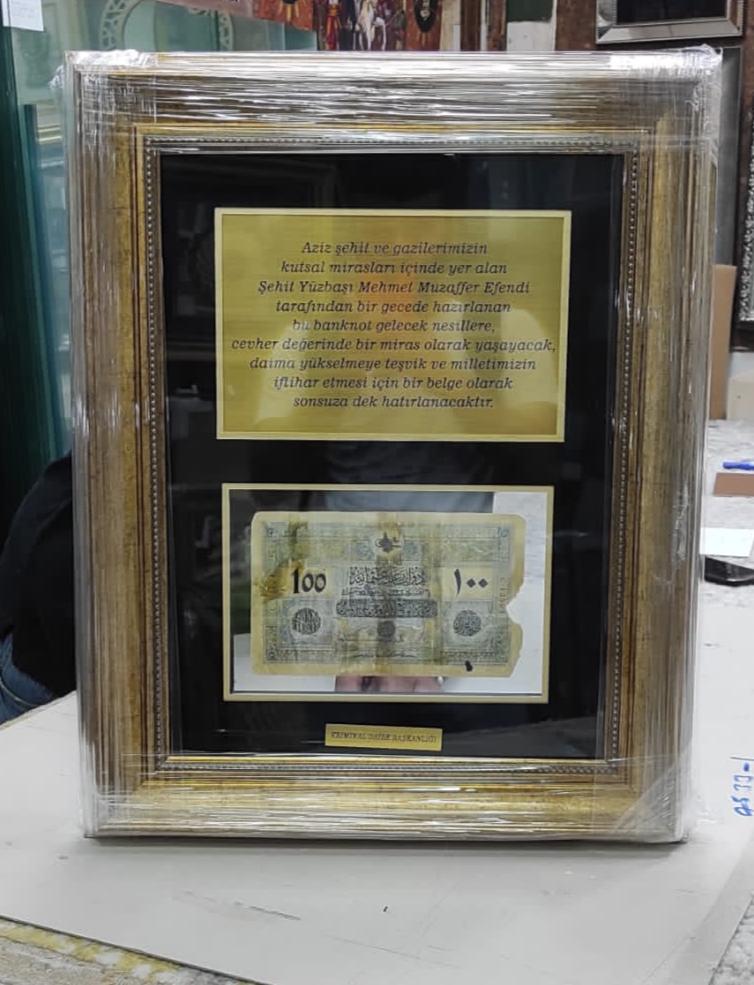 Aziz şehit ve gazilerimizin
kutsal mirasları içinde yer alan
Şehit Yüzbaşı Mehmet Muzaffer Efendi
tarafından bir gecede hazırlanan
bu banknot gelecek nesillere,
cevher değerinde bir miras olarak yaşayacak,
daima yükselmeye teşvik ve milletimizin
iftihar etmesi için bir belge olarak
sonsuza dek hatırlanacaktır.
100
١٠٠
KRİMİNAL DAİRE BAŞKANLIĞI